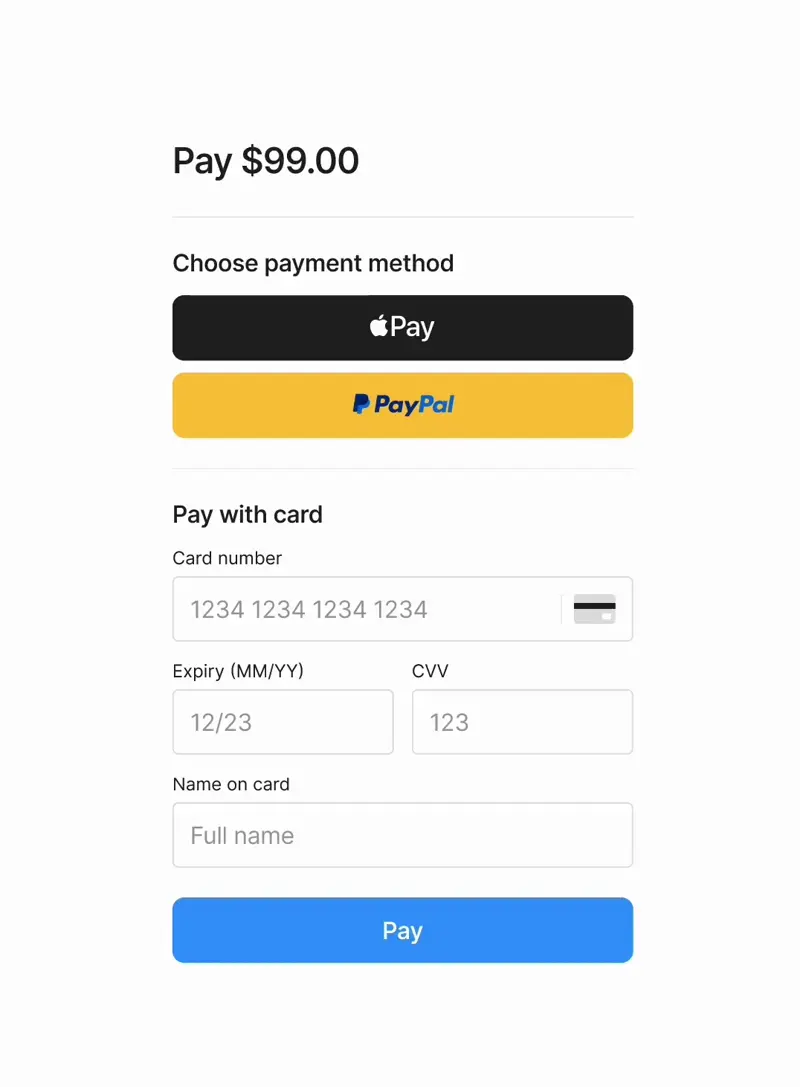 Pay $99.00
Choose payment method
Pay
PayPal
Pay with card
Card number
1234 1234 1234 1234
Expiry (MM/YY) CVV
12/23 123
Name on card
Full name
Pay